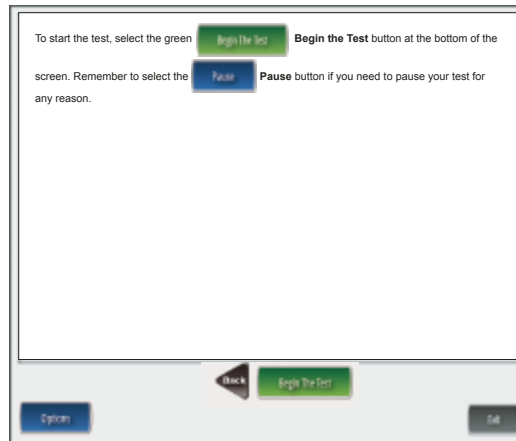 To start the test, select the green Begin The Test Begin the Test button at the bottom of the
screen. Remember to select the Pause Pause button if you need to pause your test for
any reason.
Back Begin The Test
Options Exit